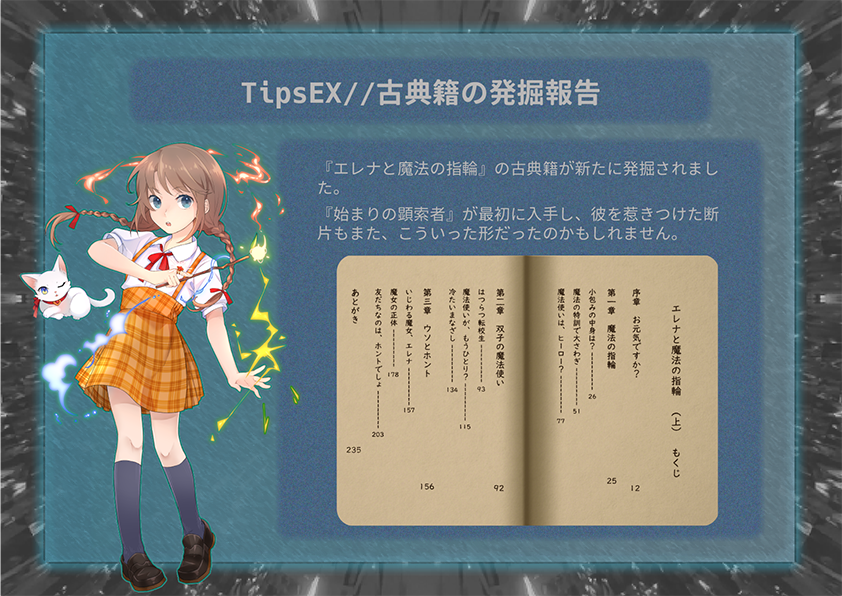 TipsEX//古典籍の発掘報告
『エレナと魔法の指輪』の古典籍が新たに発掘されまし
た。
『始まりの顕索者』が最初に入手し、彼を惹きつけた断
片もまた、こういった形だったのかもしれません。
エレナと魔法の指輪 (上) もくじ
序章 お元気ですか? 12
第一章 魔法の指輪 25
小包みの中身は? 26
魔法の特訓で大さわぎ 51
魔法使いは、ヒーロー? 77
第二章 双子の魔法使い 92
はつらつ転校生 93
魔法使いが、もうひとり? 115
冷たいまなざし 134
第三章 ウソとホント 156
いじわる魔女、エレナ 157
魔女の正体 178
友だちなのは、ホントでしょ 203
あとがき 235